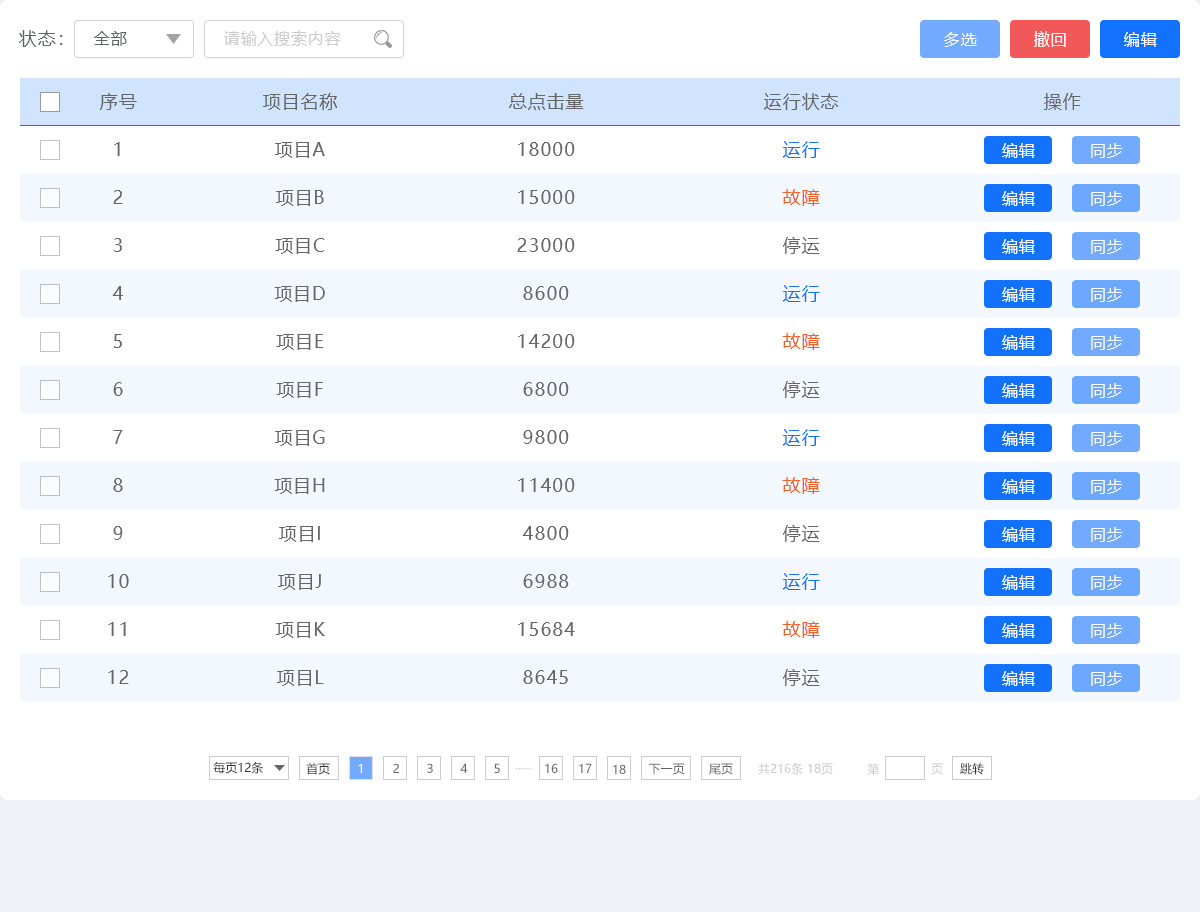 状态： 全部 请输入搜索内容 多选 撤回 编辑
序号 项目名称 总点击量 运行状态 操作
1 项目A 18000 运行 编辑 同步
2 项目B 15000 故障 编辑 同步
3 项目C 23000 停运 编辑 同步
4 项目D 8600 运行 编辑 同步
5 项目E 14200 故障 编辑 同步
6 项目F 6800 停运 编辑 同步
7 项目G 9800 运行 编辑 同步
8 项目H 11400 故障 编辑 同步
9 项目I 4800 停运 编辑 同步
10 项目J 6988 运行 编辑 同步
11 项目K 15684 故障 编辑 同步
12 项目L 8645 停运 编辑 同步
每页12条 首页 1 2 3 4 5 ······ 16 17 18 下一页 尾页 共216条 18页 第 页 跳转